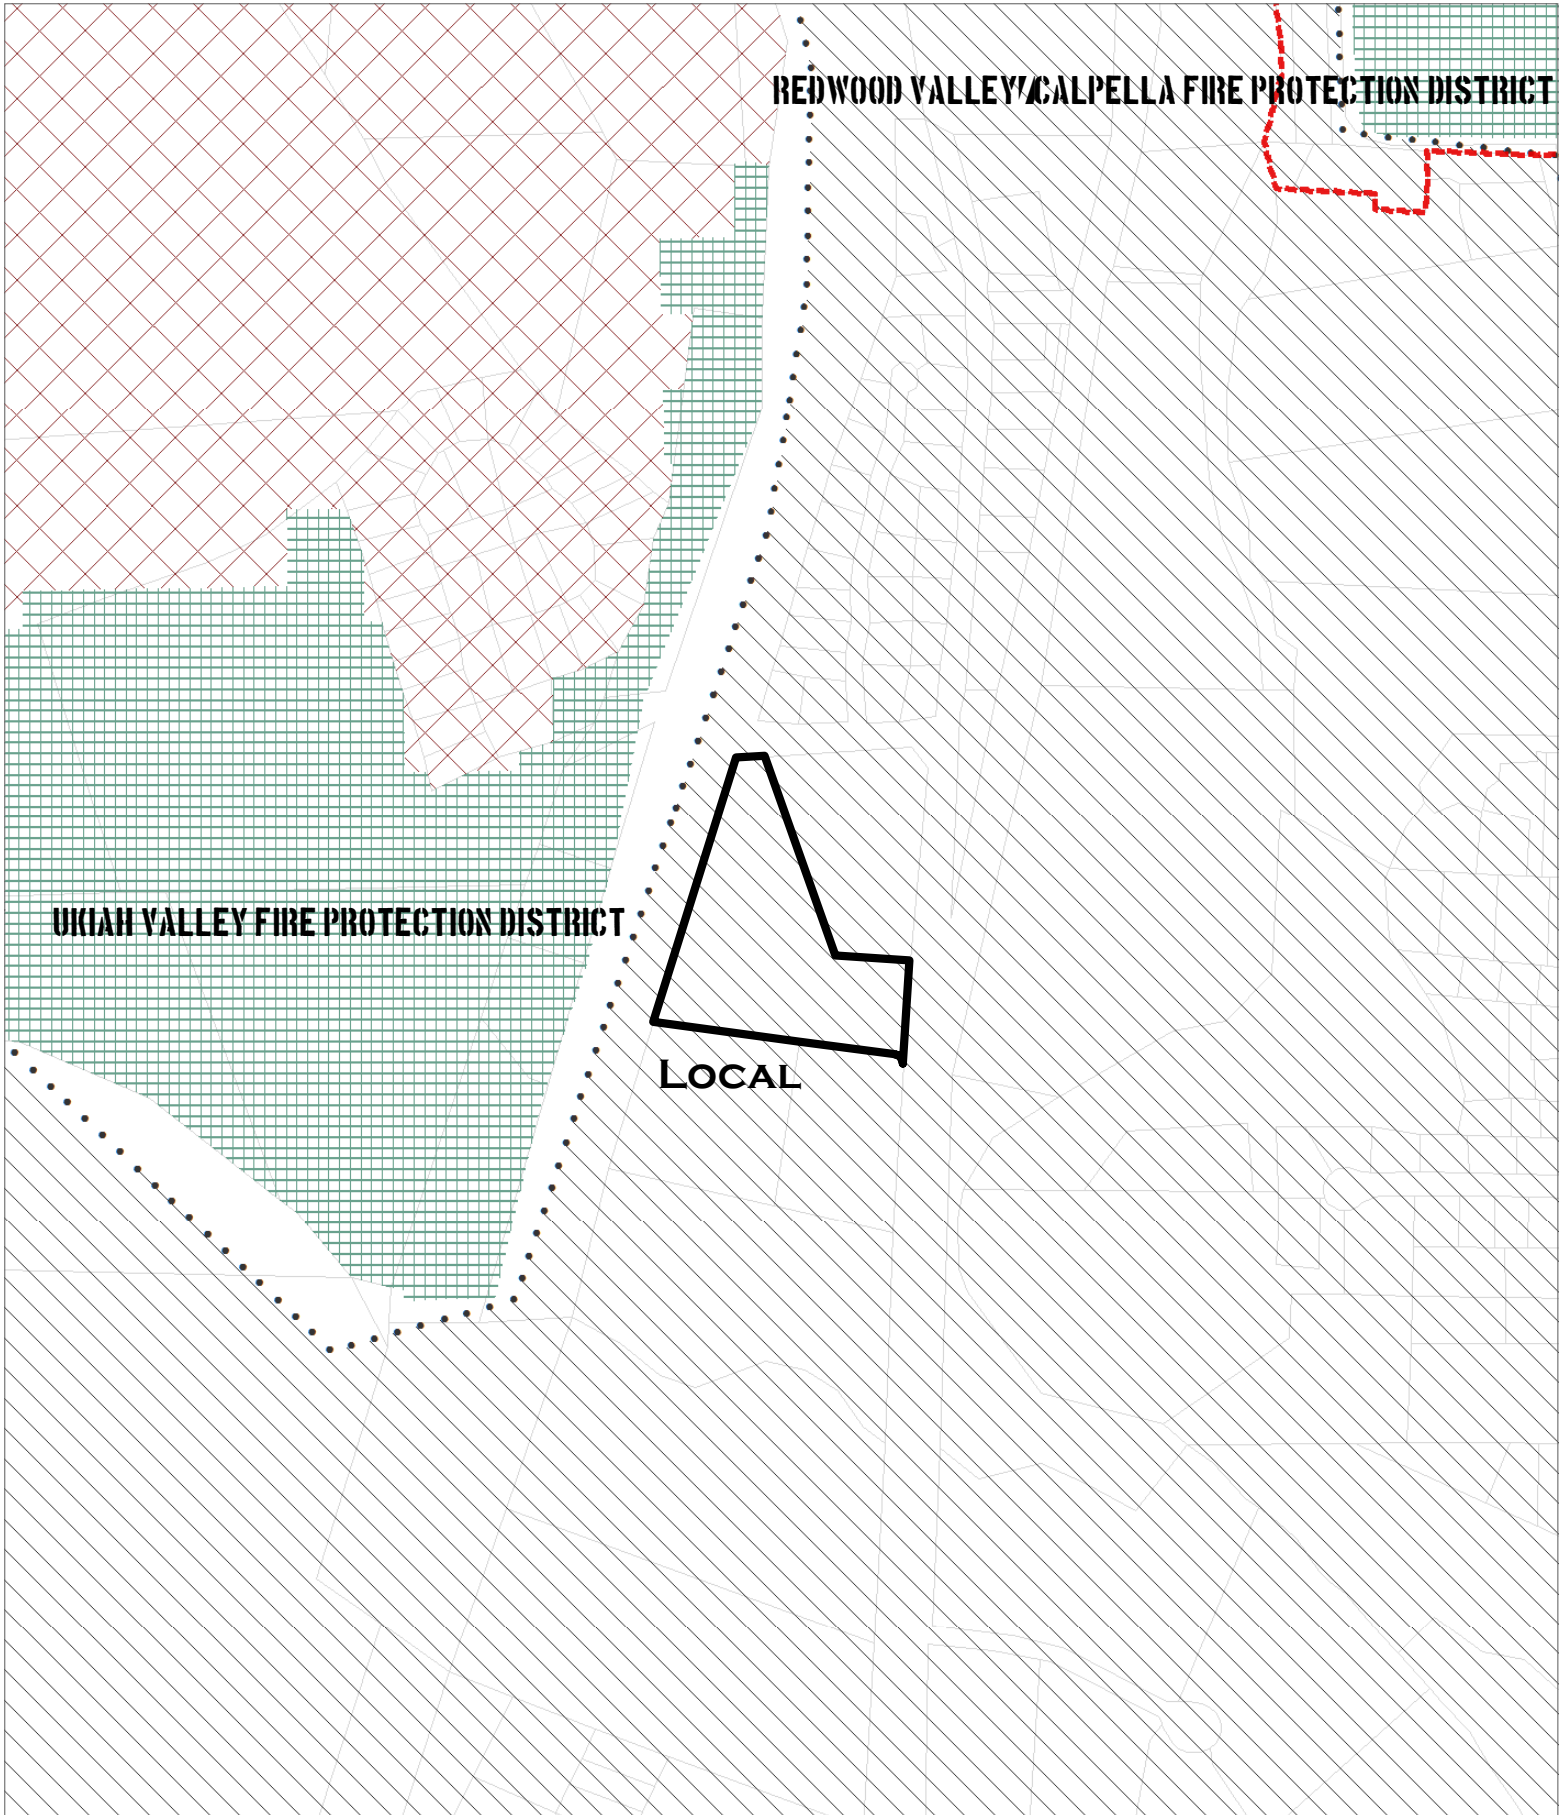 REDWOOD VALLEY/CALPELLA FIRE PROTECTION DISTRICT
UKIAH VALLEY FIRE PROTECTION DISTRICT
LOCAL